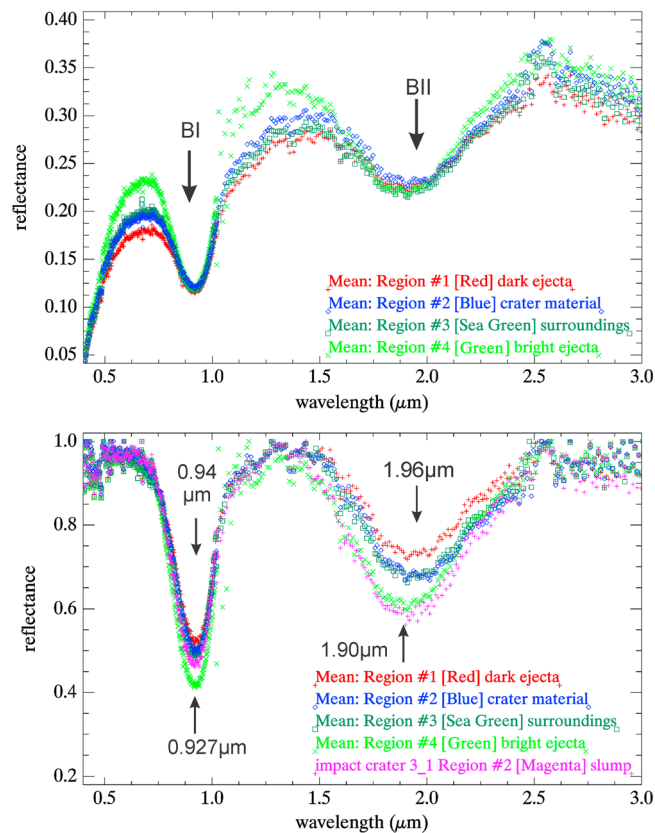 0.40
0.35
0.30
0.25
0.20
0.15
0.10
0.05
reflectance
BI
BII
Mean: Region #1 [Red] dark ejecta
Mean: Region #2 [Blue] crater material
Mean: Region #3 [Sea Green] surroundings
Mean: Region #4 [Green] bright ejecta
0.5 1.0 1.5 2.0 2.5 3.0
wavelength (μm)
1.0
0.8
0.6
0.4
0.2
reflectance
0.94
μm
1.96μm
1.90μm
0.927μm
Mean: Region #1 [Red] dark ejecta
Mean: Region #2 [Blue] crater material
Mean: Region #3 [Sea Green] surroundings
Mean: Region #4 [Green] bright ejecta
impact crater 3_1 Region #2 [Magenta] slump
0.5 1.0 1.5 2.0 2.5 3.0
wavelength (μm)